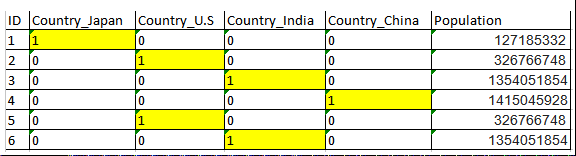 ID Country_Japan Country_U.S Country_India Country_China Population
1 1 0 0 0 127185332
2 0 1 0 0 326766748
3 0 0 1 0 1354051854
4 0 0 0 1 1415045928
5 0 1 0 0 326766748
6 0 0 1 0 1354051854